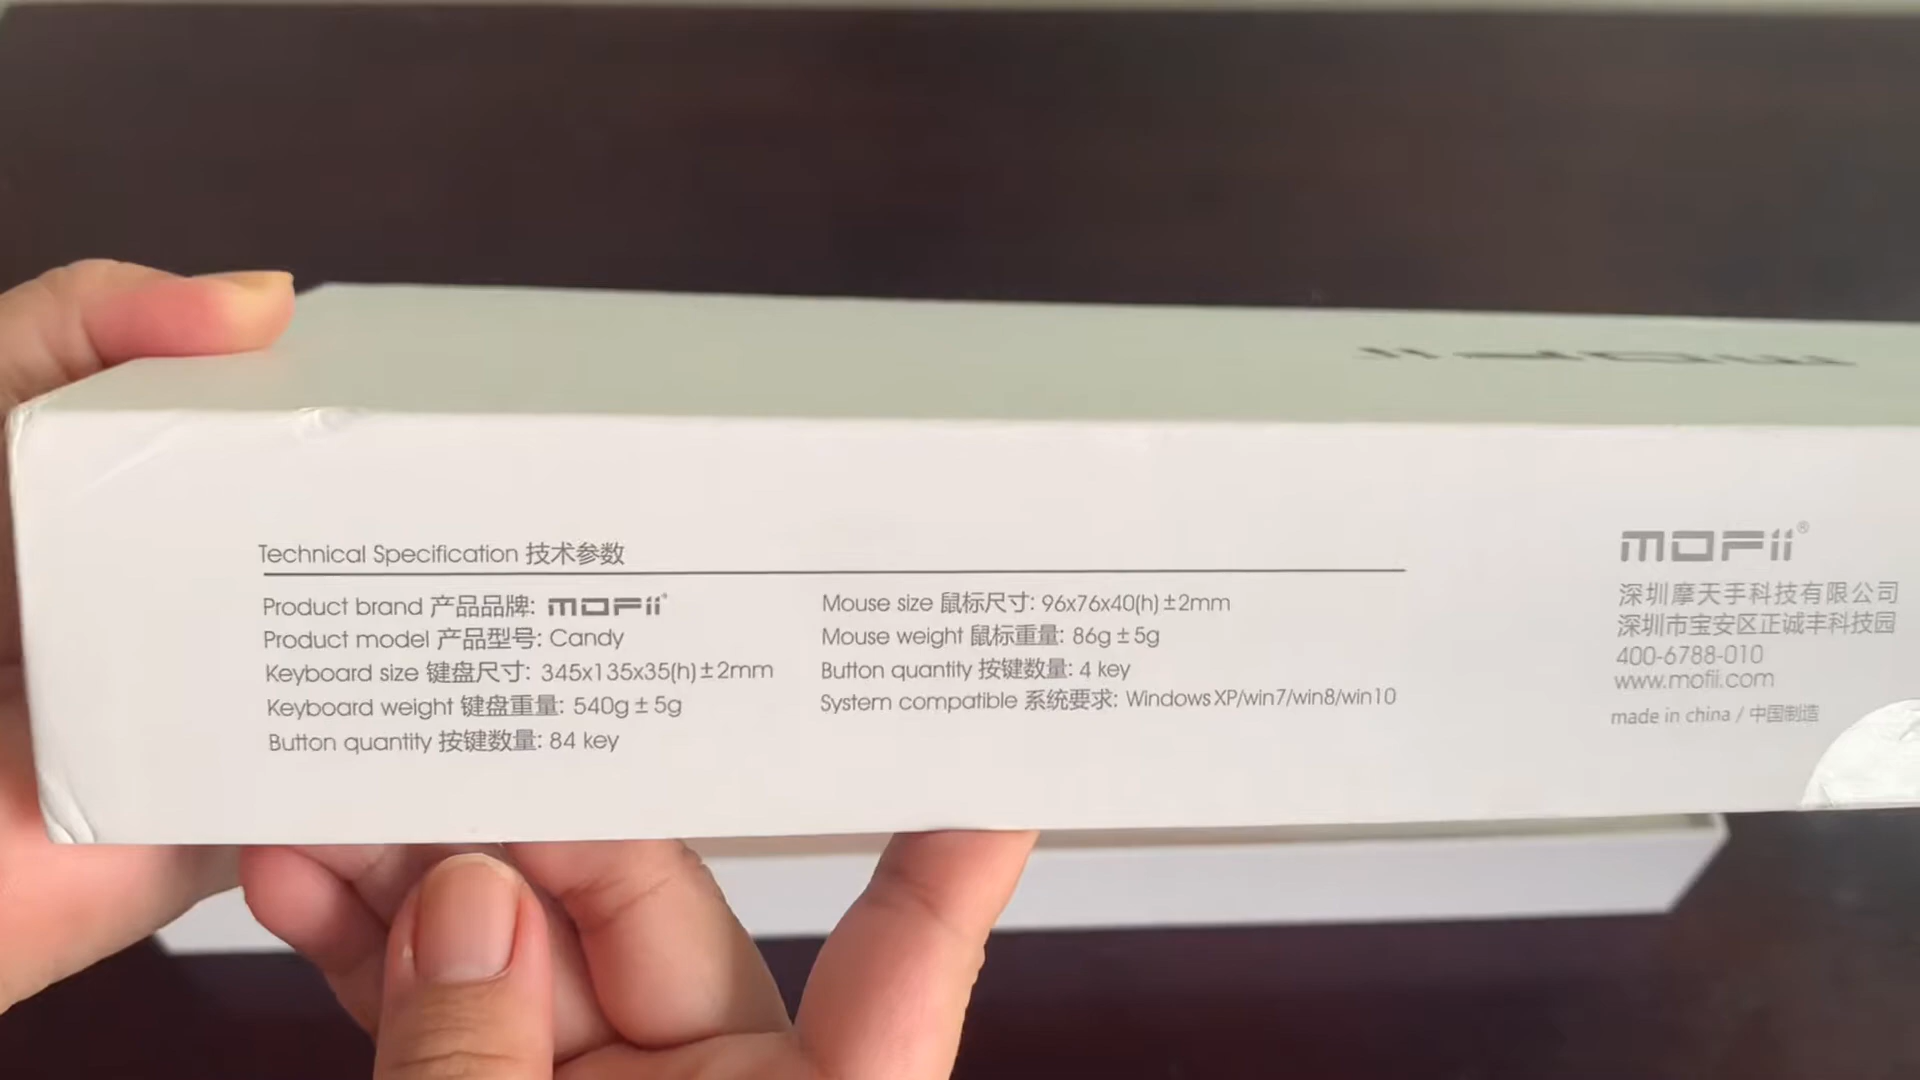 mofii
Technical Specification 技术参数
Product brand 产品品牌: mofii®
Product model 产品型号: Candy
Keyboard size 键盘尺寸: 345x135x35(h)±2mm
Keyboard weight 键盘重量: 540g±5g
Button quantity 按键数量: 84 key
Mouse size 鼠标尺寸: 96x76x40(h)±2mm
Mouse weight 鼠标重量: 86g±5g
Button quantity 按键数量: 4 key
System compatible 系统要求: Windows XP/win7/win8/win10
mofii®
深圳摩天手科技有限公司
深圳市宝安区正诚丰科技园
400-6788-010
www.mofii.com
made in china / 中国制造